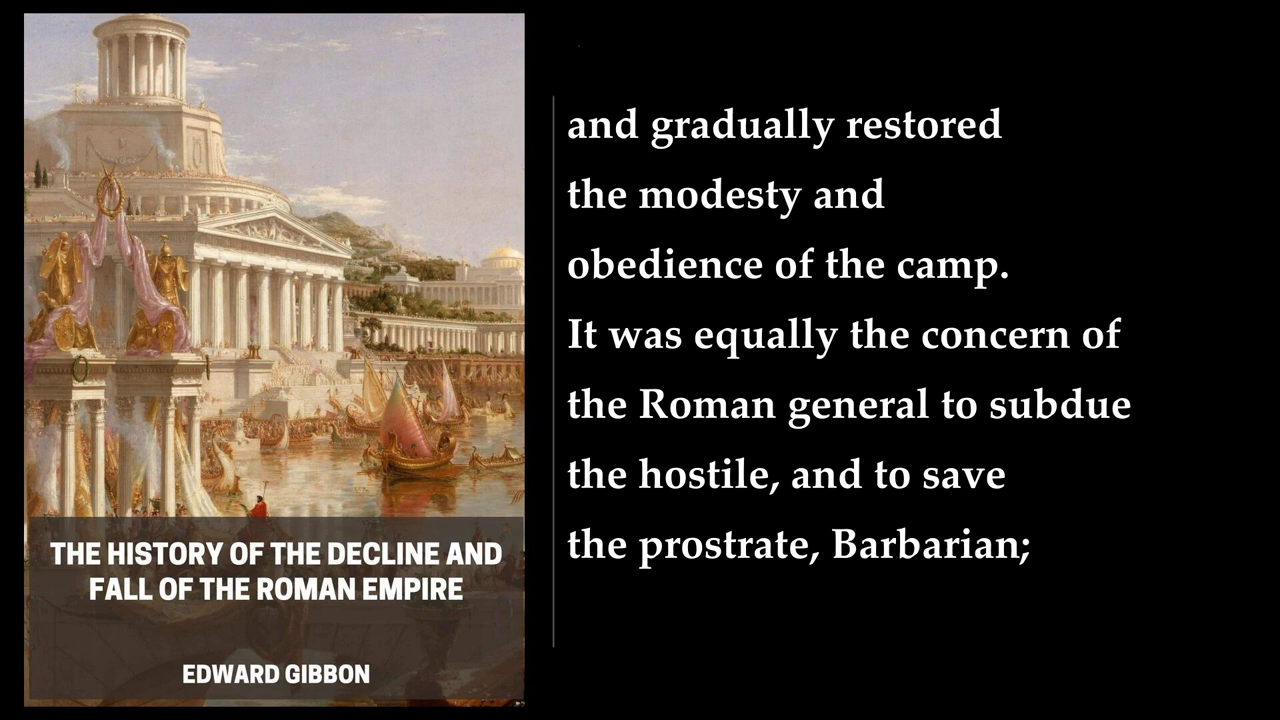 THE HISTORY OF THE DECLINE AND
FALL OF THE ROMAN EMPIRE
EDWARD GIBBON
and gradually restored
the modesty and
obedience of the camp.
It was equally the concern of
the Roman general to subdue
the hostile, and to save
the prostrate, Barbarian;